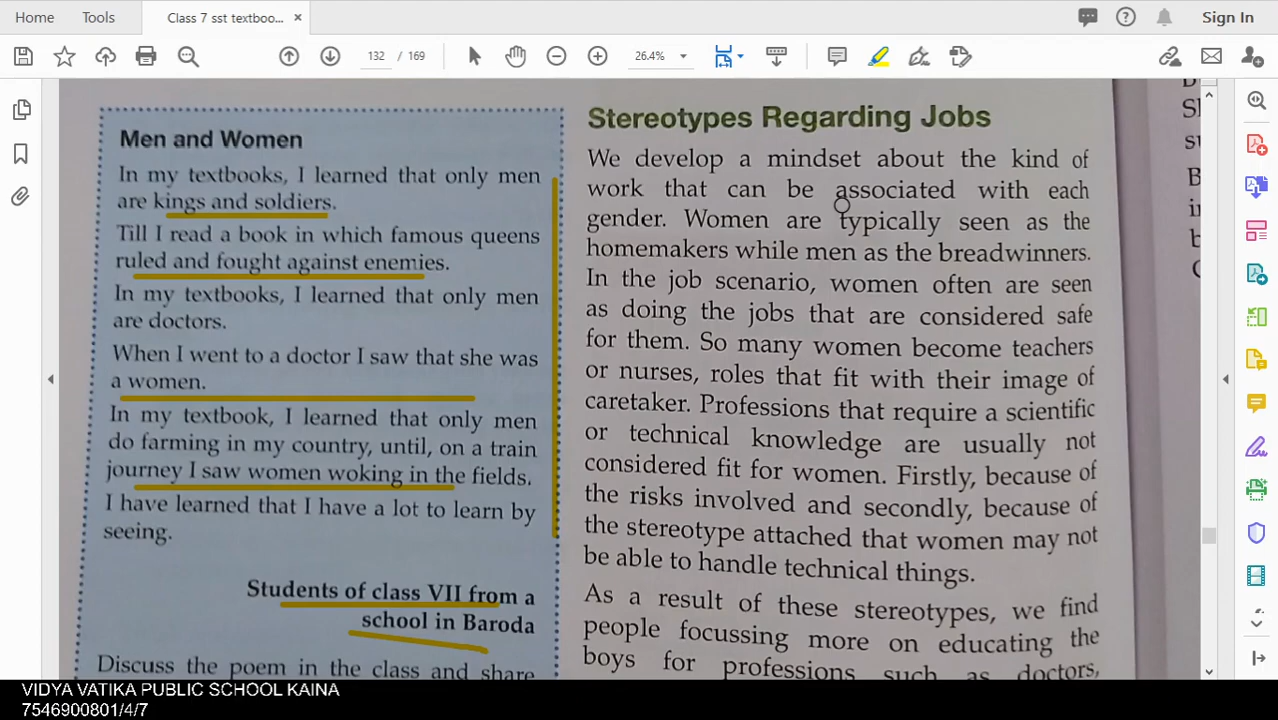 Home
Tools
Class 7 sst textboo...
Sign In
132 / 169
26.4%
Men and Women
In my textbooks, I learned that only men
are kings and soldiers.
Till I read a book in which famous queens
ruled and fought against enemies.
In my textbooks, I learned that only men
are doctors.
When I went to a doctor I saw that she was
a women.
In my textbook, I learned that only men
do farming in my country, until, on a train
journey I saw women woking in the fields.
I have learned that I have a lot to learn by
seeing.
Students of class VII from a
school in Baroda
Discuss the poem in the class and share
Stereotypes Regarding Jobs
We develop a mindset about the kind of
work that can be associated with each
gender. Women are typically seen as the
homemakers while men as the breadwinners.
In the job scenario, women often are seen
as doing the jobs that are considered safe
for them. So many women become teachers
or nurses, roles that fit with their image of
caretaker. Professions that require a scientific
or technical knowledge are usually not
considered fit for women. Firstly, because of
the risks involved and secondly, because of
the stereotype attached that women may not
be able to handle technical things.
As a result of these stereotypes, we find
people focussing more on educating the
boys for professions such as doctors,
VIDYA VATIKA PUBLIC SCHOOL KAINA
7546900801/4/7